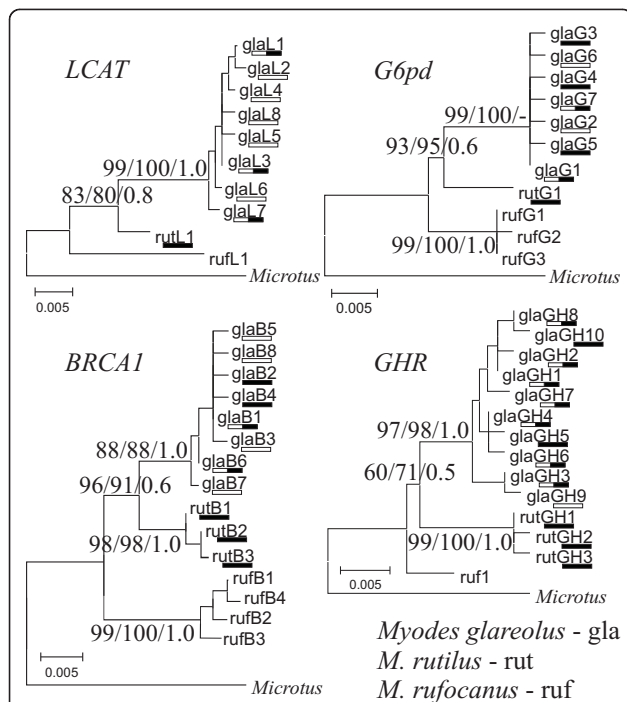 LCAT
glaL1
glaL2
glaL4
glaL8
glaL5
glaL3
glaL6
glaL7
99/100/1.0
83/80/0.8
rutL1
rufL1
Microtus
0.005
G6pd
glaG3
glaG6
glaG4
glaG7
glaG2
glaG5
glaG1
99/100/-
93/95/0.6
rutG1
rufG1
rufG2
rufG3
99/100/1.0
Microtus
0.005
BRCA1
glaB5
glaB8
glaB2
glaB4
glaB1
glaB3
glaB6
glaB7
88/88/1.0
96/91/0.6
rutB1
rutB2
rutB3
98/98/1.0
rufB1
rufB4
rufB2
rufB3
99/100/1.0
0.005
Microtus
GHR
glaGH8
glaGH10
glaGH2
glaGH1
glaGH7
glaGH4
glaGH5
glaGH6
glaGH3
glaGH9
97/98/1.0
60/71/0.5
rutGH1
rutGH2
rutGH3
99/100/1.0
ruf1
0.005
Microtus
Myodes glareolus - gla
M. rutilus - rut
M. rufocanus - ruf